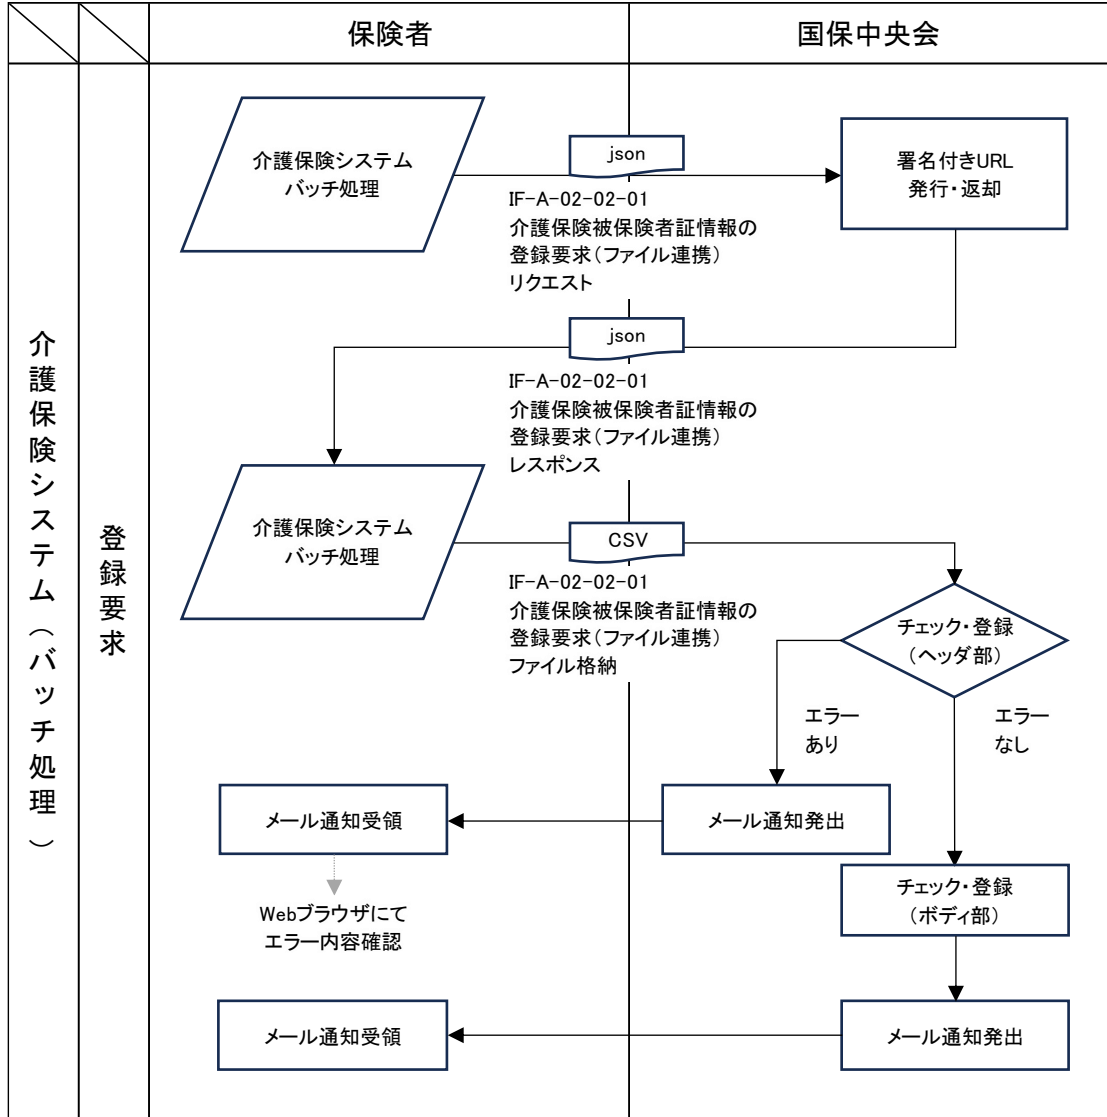 保険者
国保中央会
介護保険システム（バッチ処理）
登録要求
介護保険システム
バッチ処理
json
署名付きURL
発行・返却
IF-A-02-02-01
介護保険被保険者証情報の
登録要求（ファイル連携）
リクエスト
json
IF-A-02-02-01
介護保険被保険者証情報の
登録要求（ファイル連携）
レスポンス
介護保険システム
バッチ処理
CSV
IF-A-02-02-01
介護保険被保険者証情報の
登録要求（ファイル連携）
ファイル格納
チェック・登録
（ヘッダ部）
エラー
あり
エラー
なし
メール通知受領
メール通知発出
Webブラウザにて
エラー内容確認
チェック・登録
（ボディ部）
メール通知受領
メール通知発出